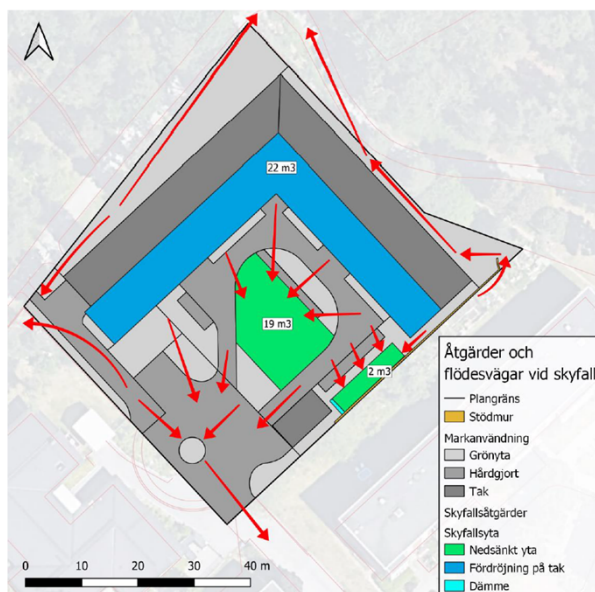 22 m3
19 m3
2 m3
Åtgärder och
flödesvägar vid skyfall
Plangräns
Stödmur
Markanvändning
Grönyta
Hårdgjort
Tak
Skyfallsåtgärder
Skyfallsyta
Nedsänkt yta
Fördröjning på tak
Dämme
0 10 20 30 40 m